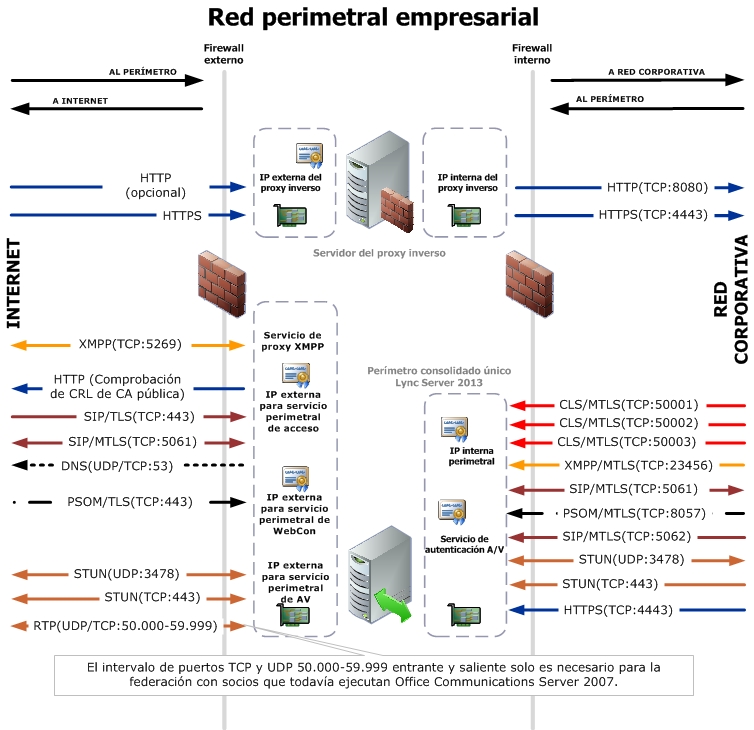 Red perimetral empresarial
Firewall
externo
Firewall
interno
AL PERÍMETRO
A INTERNET
A RED CORPORATIVA
AL PERÍMETRO
HTTP
(opcional)
HTTPS
IP externa del
proxy inverso
IP interna del
proxy inverso
HTTP(TCP:8080)
HTTPS(TCP:4443)
Servidor del proxy inverso
INTERNET
RED
CORPORATIVA
XMPP(TCP:5269)
HTTP (Comprobación
de CRL de CA pública)
SIP/TLS(TCP:443)
SIP/MTLS(TCP:5061)
DNS(UDP/TCP:53)
PSOM/TLS(TCP:443)
STUN(UDP:3478)
STUN(TCP:443)
RTP(UDP/TCP:50.000-59.999)
Servicio de
proxy XMPP
IP externa
para servicio
perimetral
de acceso
IP externa
para servicio
perimetral de
WebCon
IP externa
para servicio
perimetral
de AV
Perímetro consolidado único
Lync Server 2013
IP interna
perimetral
Servicio de
autenticación A/V
CLS/MTLS(TCP:50001)
CLS/MTLS(TCP:50002)
CLS/MTLS(TCP:50003)
XMPP/MTLS(TCP:23456)
SIP/MTLS(TCP:5061)
PSOM/MTLS(TCP:8057)
SIP/MTLS(TCP:5062)
STUN(UDP:3478)
STUN(TCP:443)
HTTPS(TCP:4443)
El intervalo de puertos TCP y UDP 50.000-59.999 entrante y saliente solo es necesario para la
federación con socios que todavía ejecutan Office Communications Server 2007.